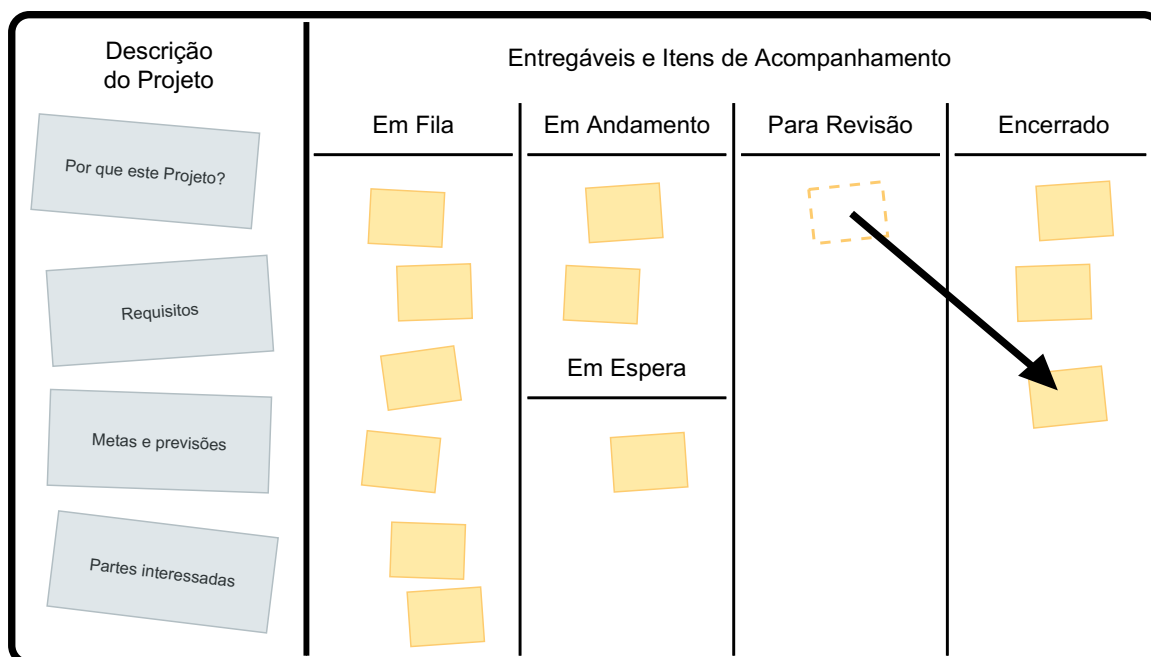 Descrição
do Projeto
Entregáveis e Itens de Acompanhamento
Em Fila
Em Andamento
Para Revisão
Encerrado
Por que este Projeto?
Requisitos
Em Espera
Metas e previsões
Partes interessadas